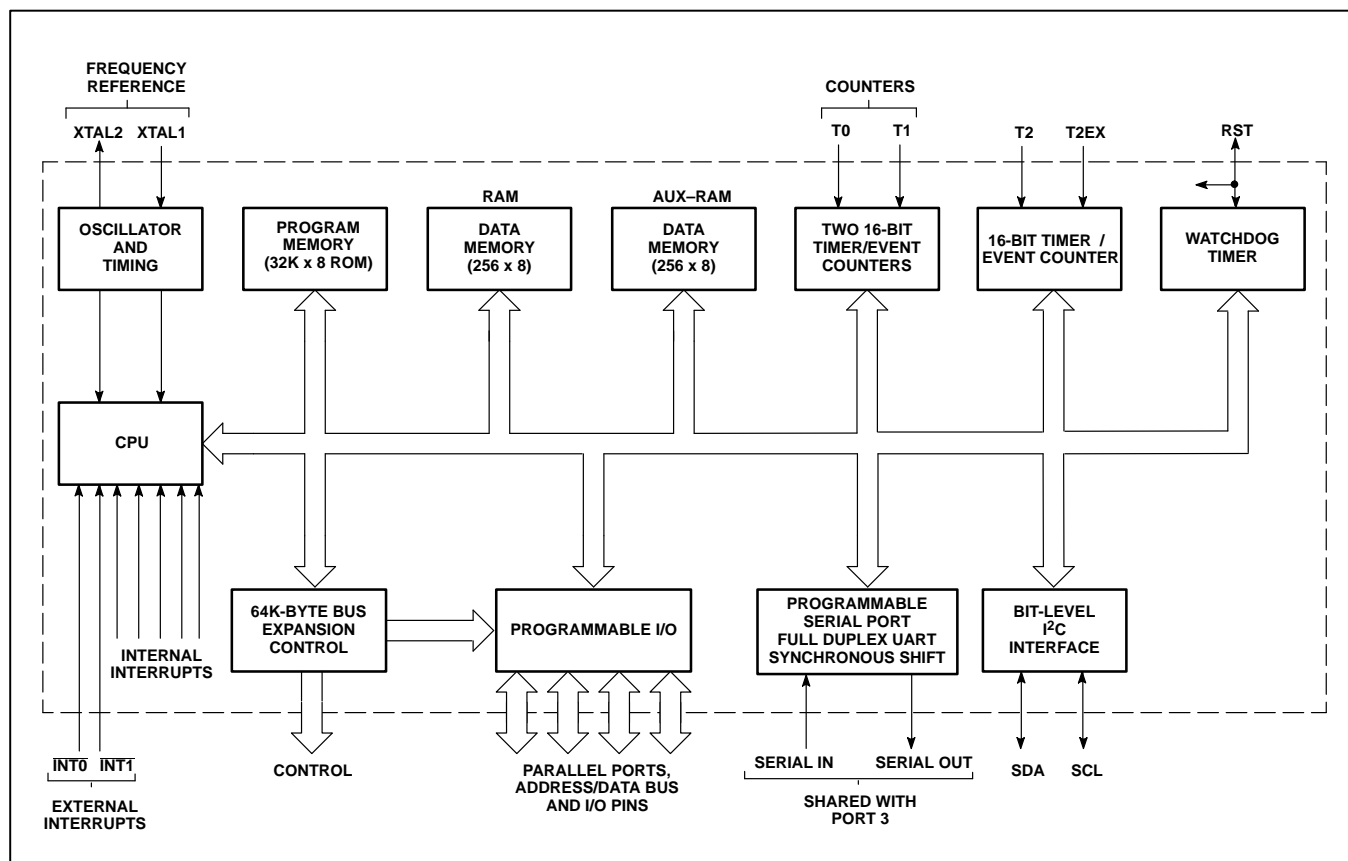 FREQUENCY
REFERENCE
XTAL2 XTAL1
COUNTERS
T0 T1
T2 T2EX
RST
OSCILLATOR
AND
TIMING
PROGRAM
MEMORY
(32K x 8 ROM)
RAM
DATA
MEMORY
(256 x 8)
AUX–RAM
DATA
MEMORY
(256 x 8)
TWO 16-BIT
TIMER/EVENT
COUNTERS
16-BIT TIMER /
EVENT COUNTER
WATCHDOG
TIMER
CPU
INTERNAL
INTERRUPTS
64K-BYTE BUS
EXPANSION
CONTROL
PROGRAMMABLE I/O
PROGRAMMABLE
SERIAL PORT
FULL DUPLEX UART
SYNCHRONOUS SHIFT
BIT-LEVEL
I²C
INTERFACE
INT0 INT1
EXTERNAL
INTERRUPTS
CONTROL
PARALLEL PORTS,
ADDRESS/DATA BUS
AND I/O PINS
SERIAL IN SERIAL OUT
SHARED WITH
PORT 3
SDA SCL